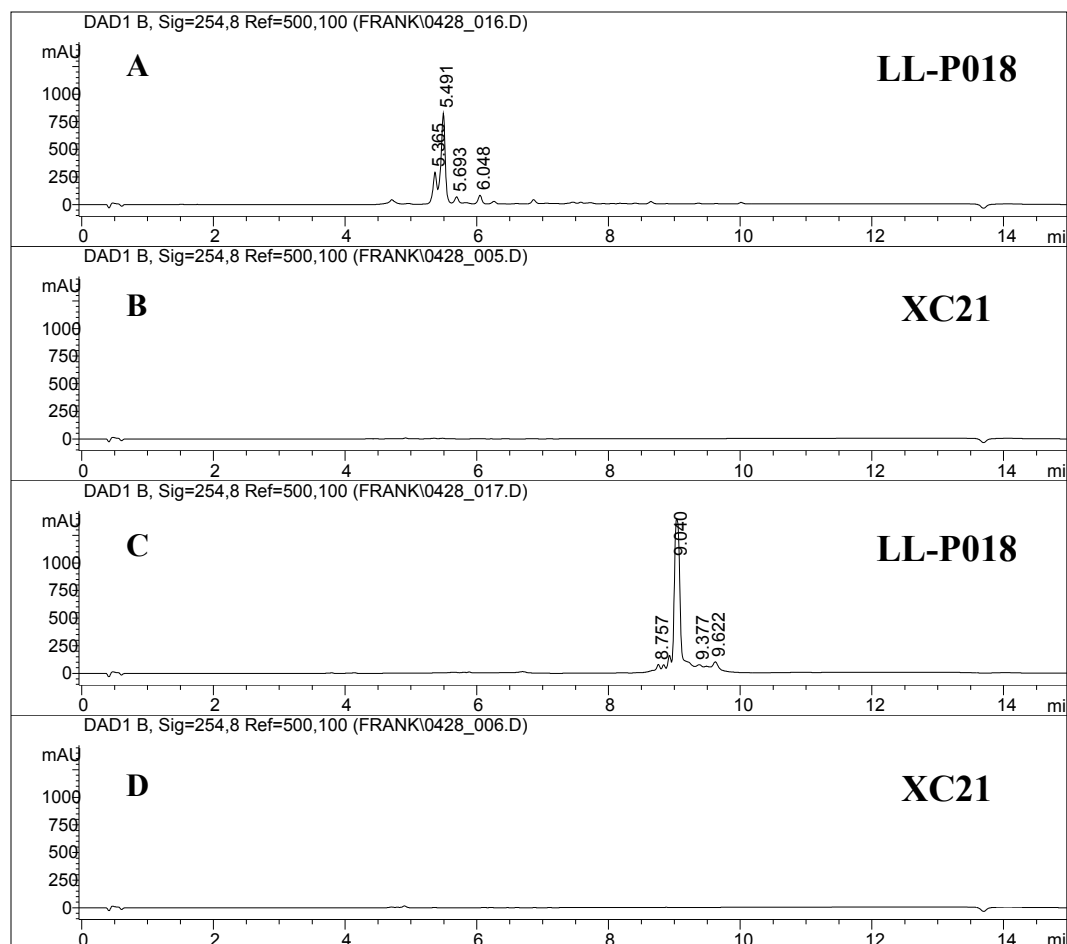 DAD1 B, Sig=254,8 Ref=500,100 (FRANK\0428_016.D)
mAU
A
LL-P018
1000
750
500
250
0
5.365
5.491
5.693
6.048
0 2 4 6 8 10 12 14 mi
DAD1 B, Sig=254,8 Ref=500,100 (FRANK\0428_005.D)
mAU
B
XC21
1000
750
500
250
0
0 2 4 6 8 10 12 14 mi
DAD1 B, Sig=254,8 Ref=500,100 (FRANK\0428_017.D)
mAU
C
LL-P018
1000
750
500
250
0
8.757
9.040
9.377
9.622
0 2 4 6 8 10 12 14 mi
DAD1 B, Sig=254,8 Ref=500,100 (FRANK\0428_006.D)
mAU
D
XC21
1000
750
500
250
0
0 2 4 6 8 10 12 14 mi